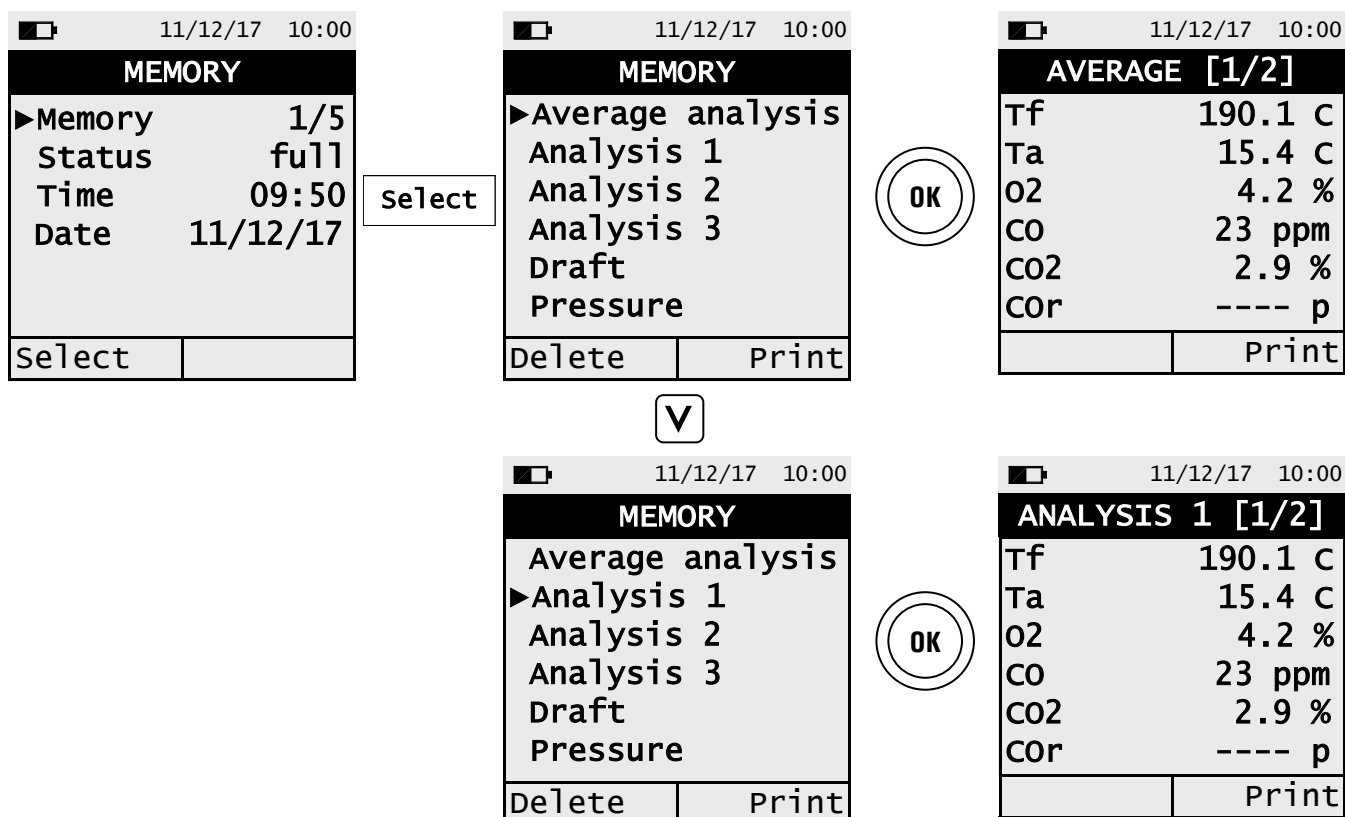 11/12/17 10:00
MEMORY
▶Memory 1/5
Status full
Time 09:50
Date 11/12/17
Select
Select
11/12/17 10:00
MEMORY
▶Average analysis
Analysis 1
Analysis 2
Analysis 3
Draft
Pressure
Delete Print
OK
11/12/17 10:00
AVERAGE [1/2]
Tf 190.1 C
Ta 15.4 C
O2 4.2 %
CO 23 ppm
CO2 2.9 %
COr ---- p
Print
V
11/12/17 10:00
MEMORY
Average analysis
▶Analysis 1
Analysis 2
Analysis 3
Draft
Pressure
Delete Print
OK
11/12/17 10:00
ANALYSIS 1 [1/2]
Tf 190.1 C
Ta 15.4 C
O2 4.2 %
CO 23 ppm
CO2 2.9 %
COr ---- p
Print